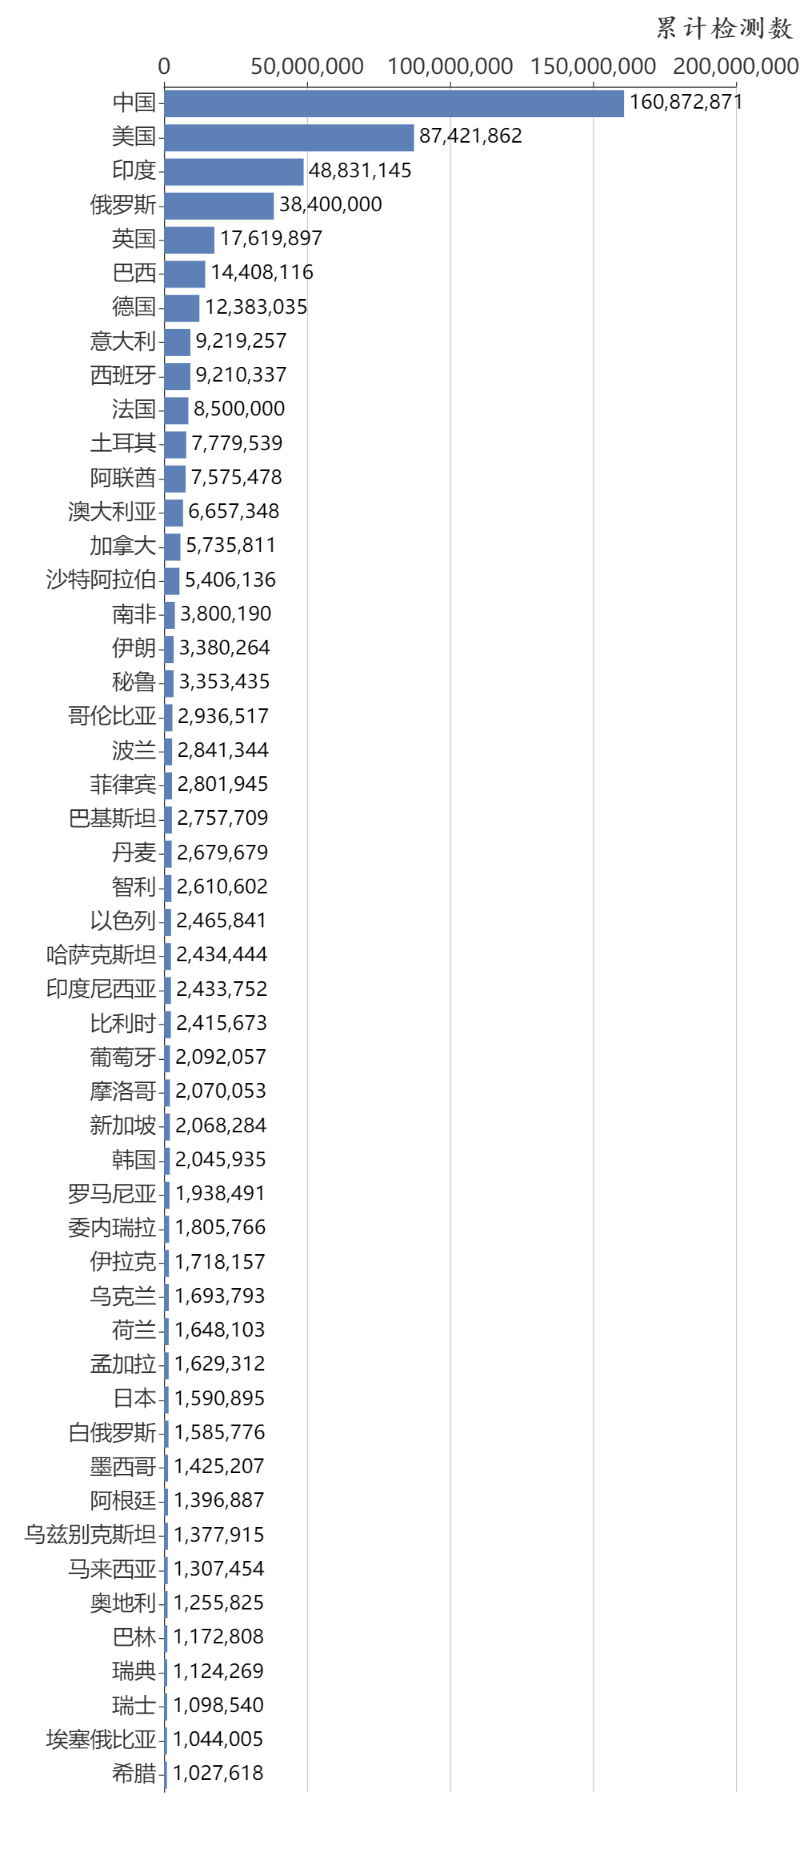 累计检测数
0 50,000,000 100,000,000 150,000,000 200,000,000
中国 160,872,871
美国 87,421,862
印度 48,831,145
俄罗斯 38,400,000
英国 17,619,897
巴西 14,408,116
德国 12,383,035
意大利 9,219,257
西班牙 9,210,337
法国 8,500,000
土耳其 7,779,539
阿联酋 7,575,478
澳大利亚 6,657,348
加拿大 5,735,811
沙特阿拉伯 5,406,136
南非 3,800,190
伊朗 3,380,264
秘鲁 3,353,435
哥伦比亚 2,936,517
波兰 2,841,344
菲律宾 2,801,945
巴基斯坦 2,757,709
丹麦 2,679,679
智利 2,610,602
以色列 2,465,841
哈萨克斯坦 2,434,444
印度尼西亚 2,433,752
比利时 2,415,673
葡萄牙 2,092,057
摩洛哥 2,070,053
新加坡 2,068,284
韩国 2,045,935
罗马尼亚 1,938,491
委内瑞拉 1,805,766
伊拉克 1,718,157
乌克兰 1,693,793
荷兰 1,648,103
孟加拉 1,629,312
日本 1,590,895
白俄罗斯 1,585,776
墨西哥 1,425,207
阿根廷 1,396,887
乌兹别克斯坦 1,377,915
马来西亚 1,307,454
奥地利 1,255,825
巴林 1,172,808
瑞典 1,124,269
瑞士 1,098,540
埃塞俄比亚 1,044,005
希腊 1,027,618